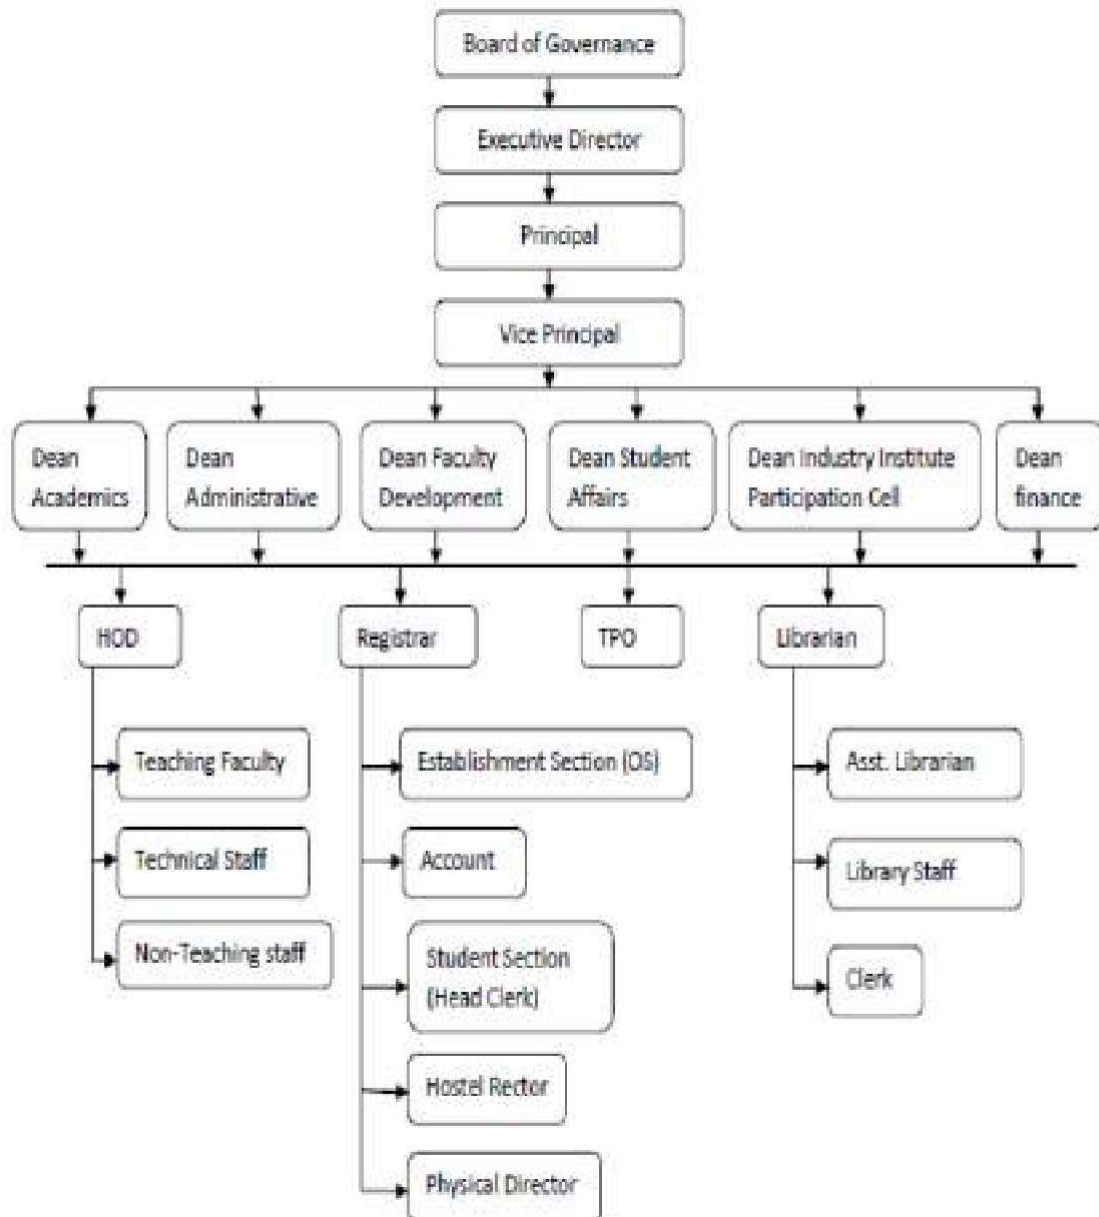 Board of Governance
Executive Director
Principal
Vice Principal
Dean
Academics
Dean
Administrative
Dean Faculty
Development
Dean Student
Affairs
Dean Industry Institute
Participation Cell
Dean
finance
HOD
Registrar
TPO
Librarian
Teaching Faculty
Technical Staff
Non-Teaching staff
Establishment Section (OS)
Account
Student Section
(Head Clerk)
Hostel Rector
Physical Director
Asst. Librarian
Library Staff
Clerk